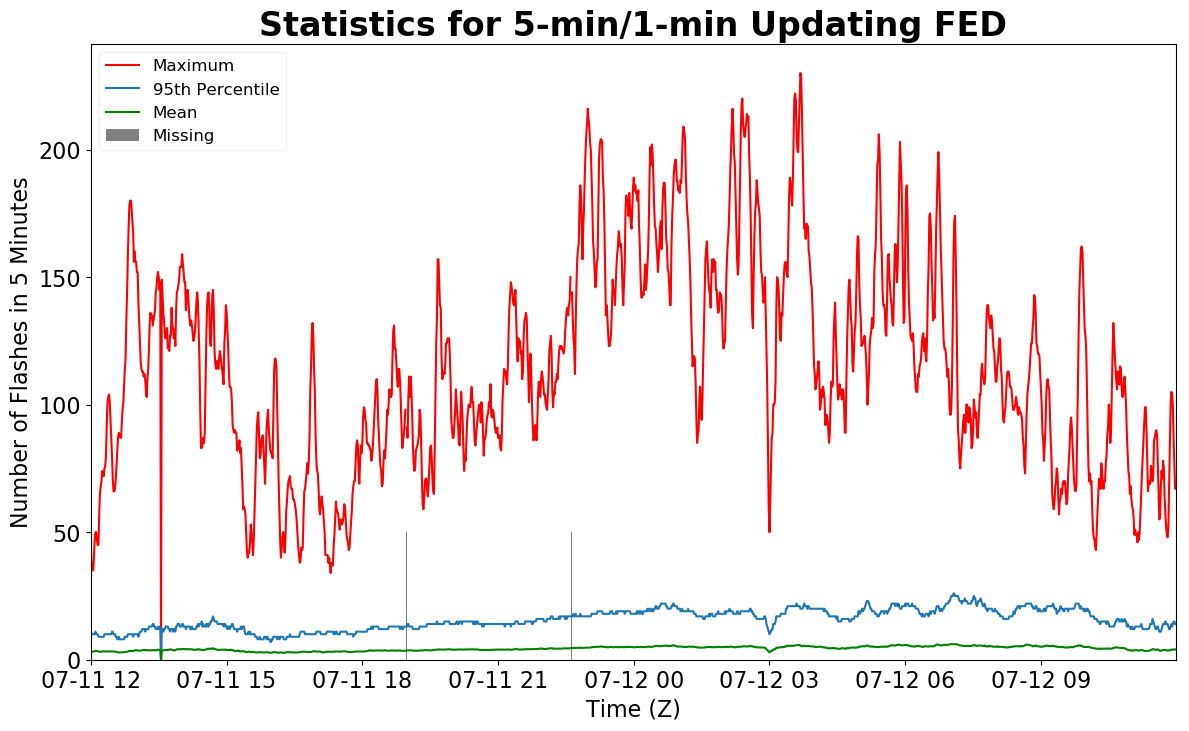 Statistics for 5-min/1-min Updating FED
Maximum
95th Percentile
Mean
Missing
Number of Flashes in 5 Minutes
200
150
100
50
0
07-11 12 07-11 15 07-11 18 07-11 21 07-12 00 07-12 03 07-12 06 07-12 09
Time (Z)